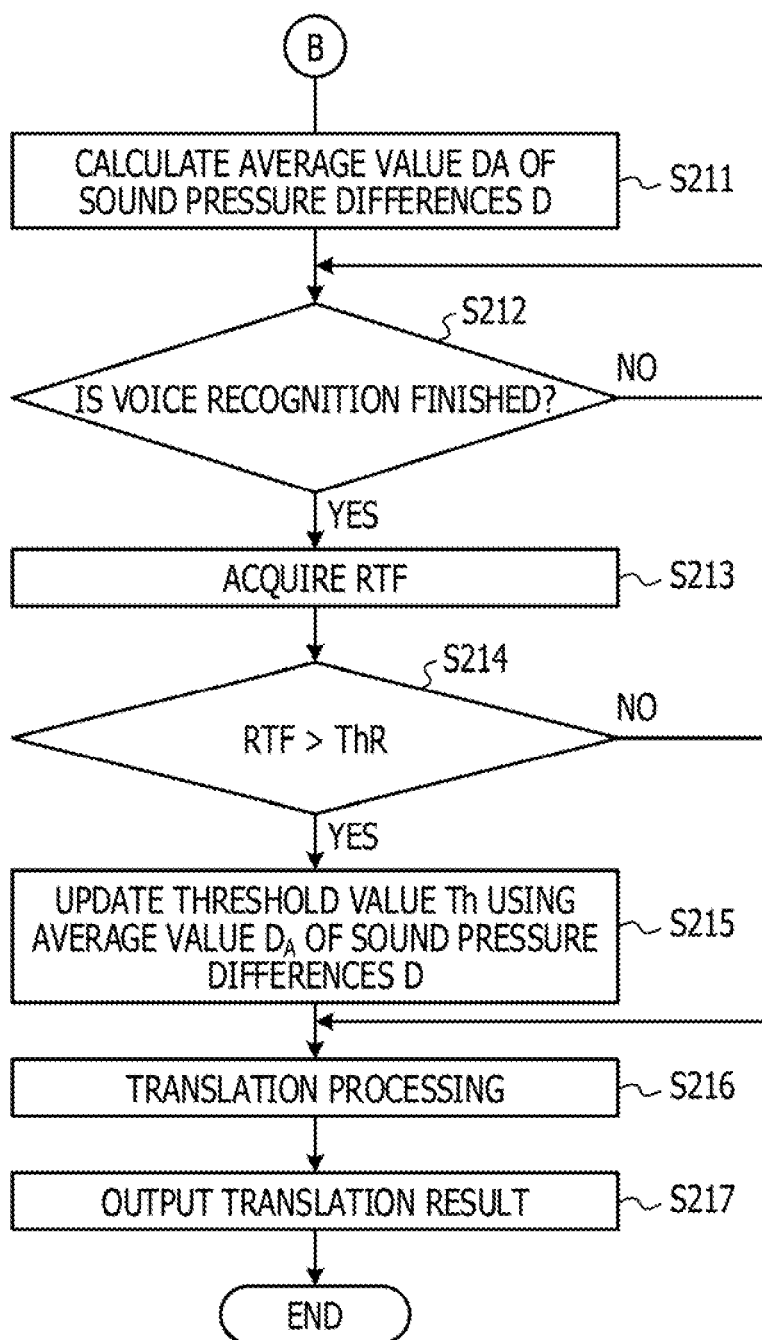 B
CALCULATE AVERAGE VALUE DA OF
SOUND PRESSURE DIFFERENCES D
S211
S212
IS VOICE RECOGNITION FINISHED?
NO
YES
ACQUIRE RTF
S213
S214
RTF > ThR
NO
YES
UPDATE THRESHOLD VALUE Th USING
AVERAGE VALUE DA OF SOUND PRESSURE
DIFFERENCES D
S215
TRANSLATION PROCESSING
S216
OUTPUT TRANSLATION RESULT
S217
END